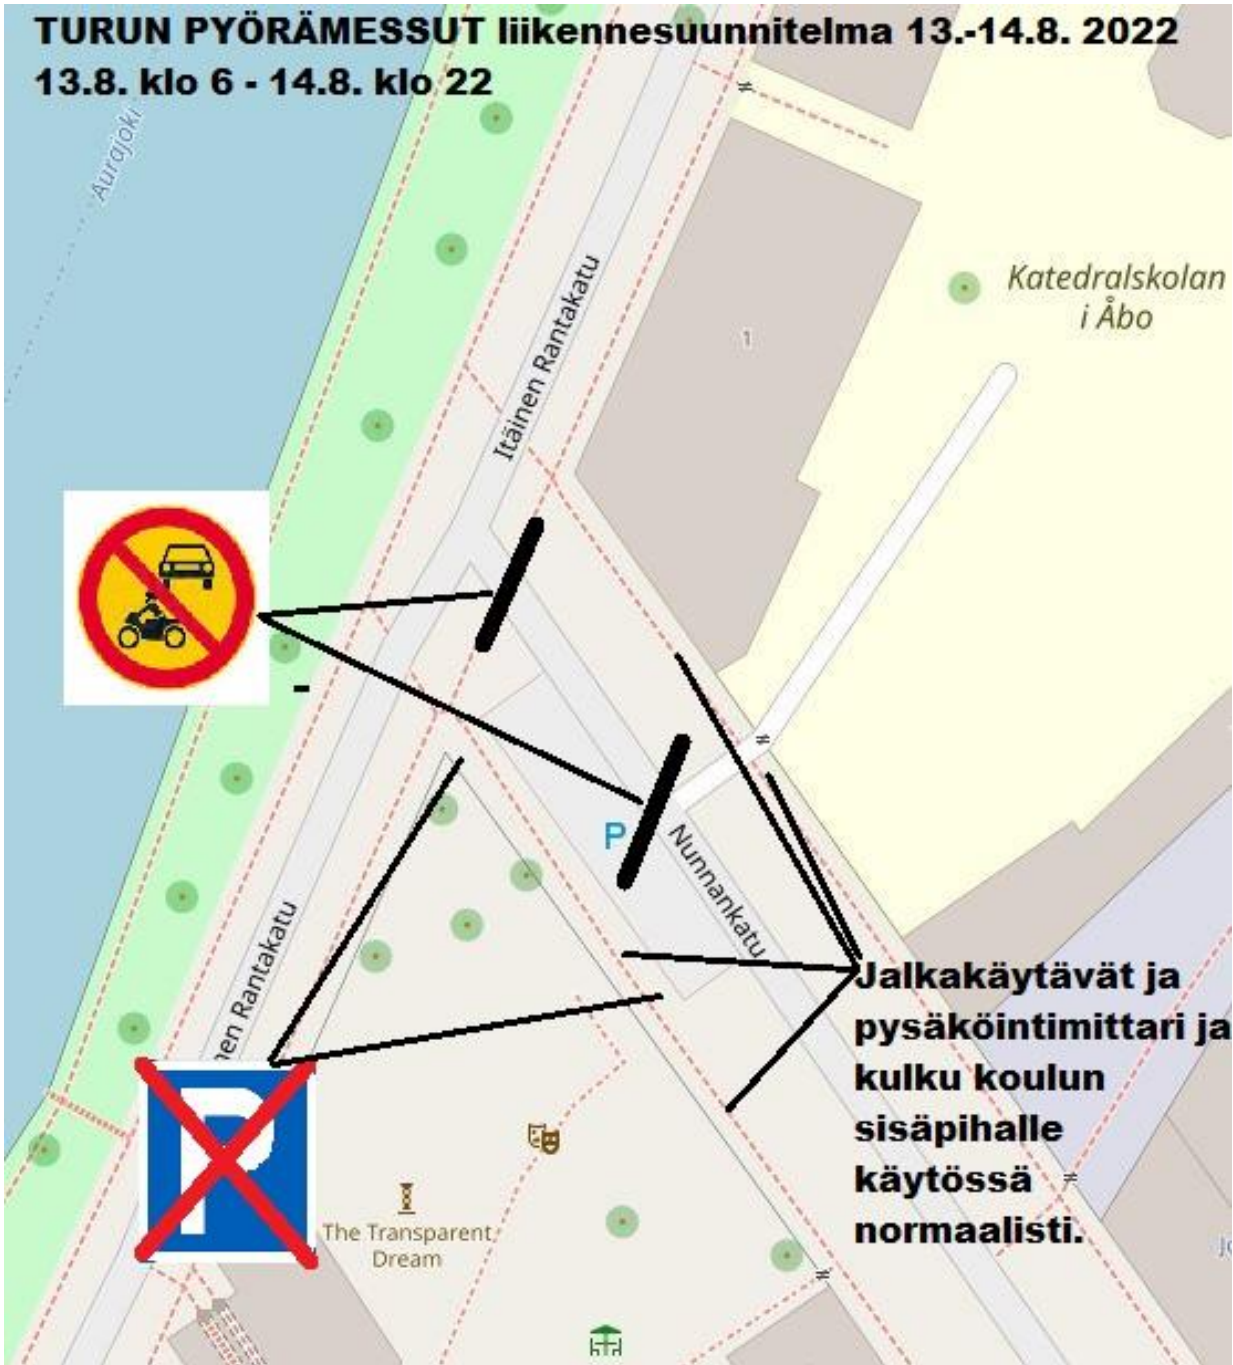 TURUN PYÖRÄMESSUT liikennesuunnitelma 13.-14.8. 2022
13.8. klo 6 - 14.8. klo 22
Aurajoki
Itäinen Rantakatu
Katedralskolan
i Åbo
1
P
Nunnankatu
nen Rantakatu
Jalkakäytävät ja
pysäköintimittari ja
kulku koulun
sisäpihalle
käytössä
normaalisti.
P
The Transparent
Dream
Jo